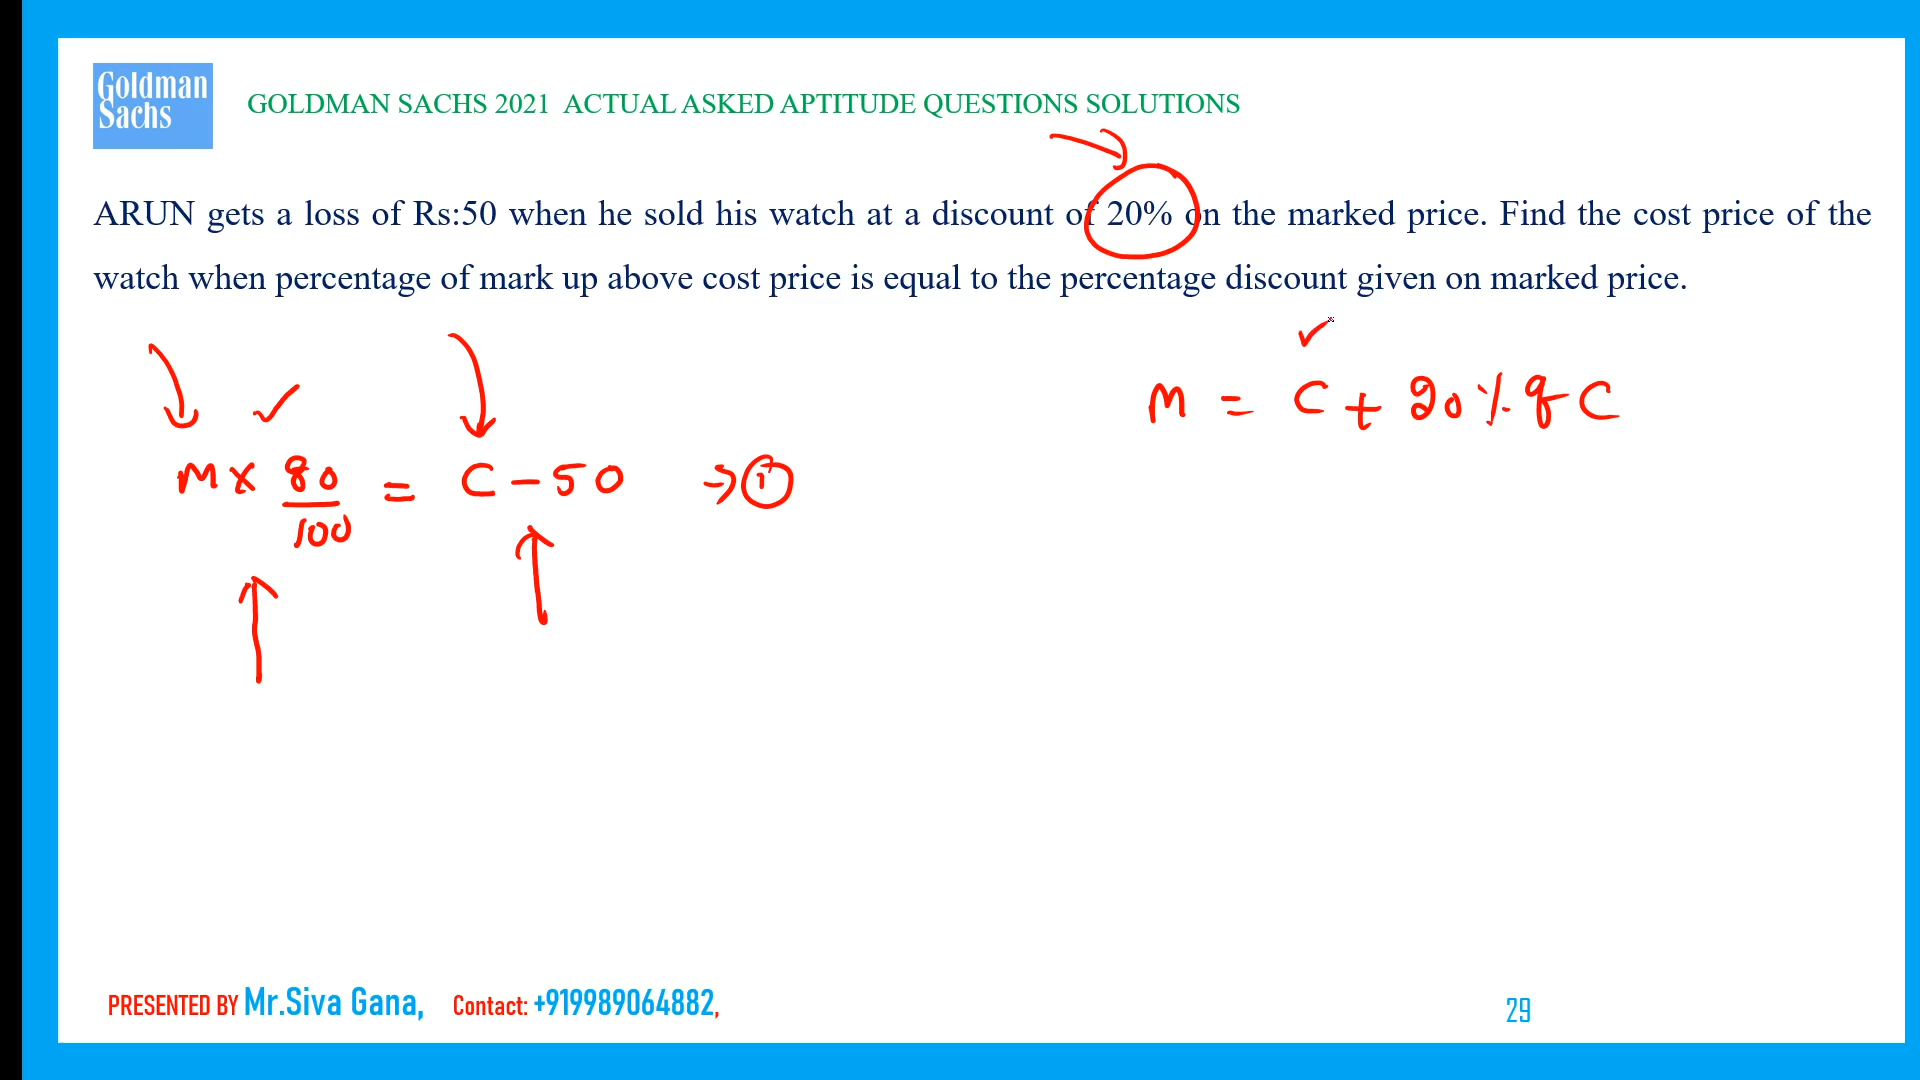 Goldman
Sachs
GOLDMAN SACHS 2021 ACTUAL ASKED APTITUDE QUESTIONS SOLUTIONS
ARUN gets a loss of Rs:50 when he sold his watch at a discount of 20% on the marked price. Find the cost price of the
watch when percentage of mark up above cost price is equal to the percentage discount given on marked price.
M = C + 20% of C
M × 80/100 = C - 50 → ①
PRESENTED BY Mr.Siva Gana, Contact: +919989064882,
29